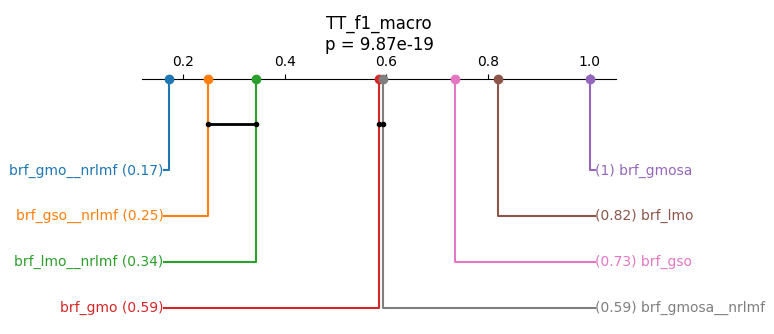 TT_f1_macro
p = 9.87e-19
0.2 0.4 0.6 0.8 1.0
brf_gmo__nrlmf (0.17) (1) brf_gmosa
brf_gso__nrlmf (0.25) (0.82) brf_lmo
brf_lmo__nrlmf (0.34) (0.73) brf_gso
brf_gmo (0.59) (0.59) brf_gmosa__nrlmf